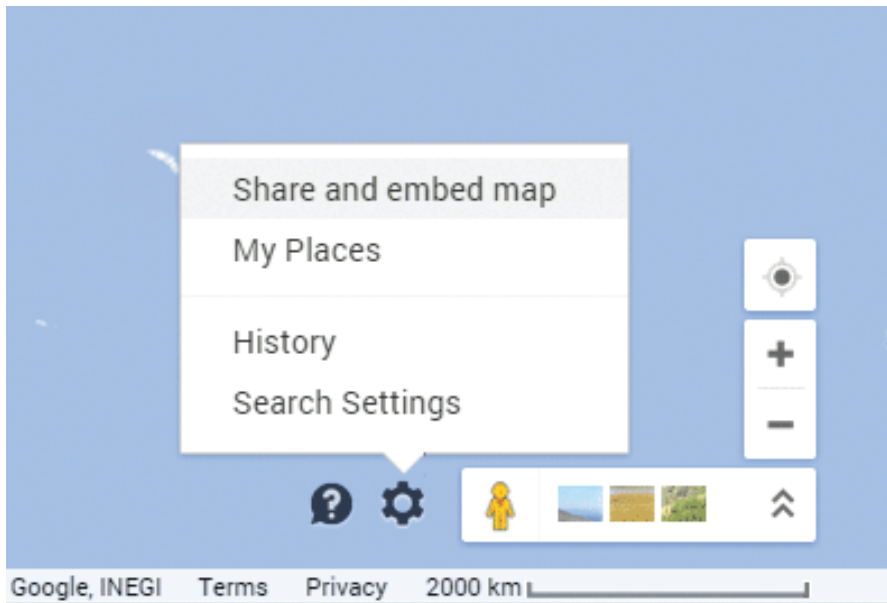 Share and embed map
My Places
History
Search Settings
Google, INEGI Terms Privacy 2000 km